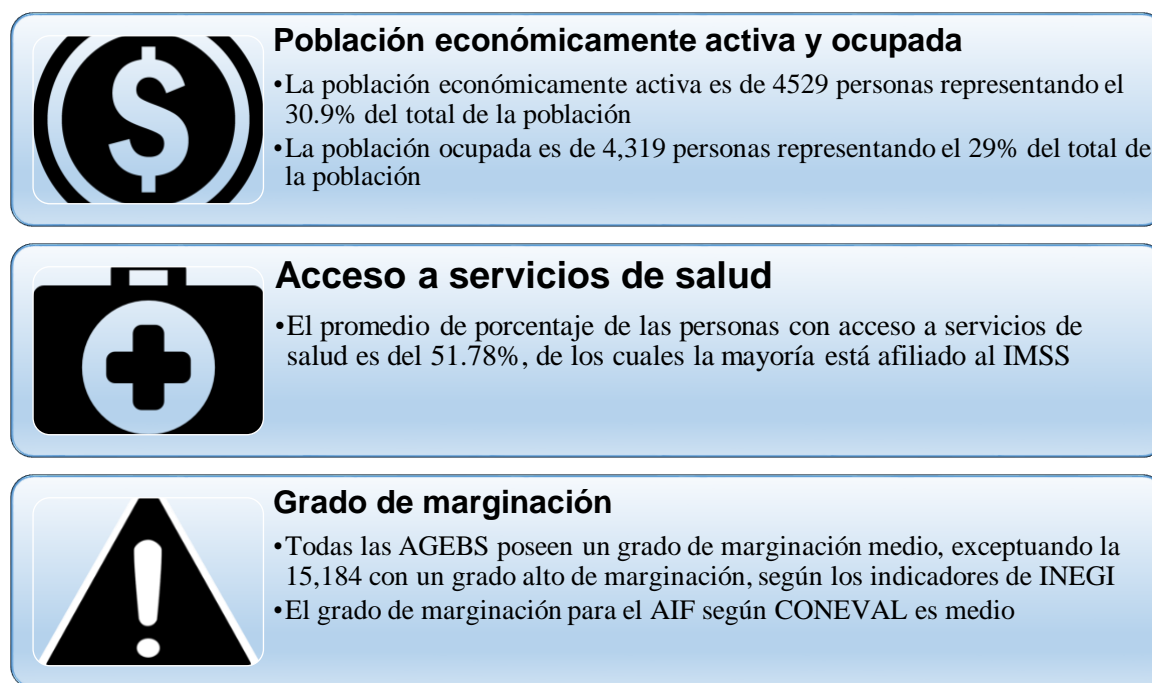 Población económicamente activa y ocupada
•La población económicamente activa es de 4529 personas representando el
30.9% del total de la población
•La población ocupada es de 4,319 personas representando el 29% del total de
la población
Acceso a servicios de salud
•El promedio de porcentaje de las personas con acceso a servicios de
salud es del 51.78%, de los cuales la mayoría está afiliado al IMSS
Grado de marginación
•Todas las AGEBS poseen un grado de marginación medio, exceptuando la
15,184 con un grado alto de marginación, según los indicadores de INEGI
•El grado de marginación para el AIF según CONEVAL es medio